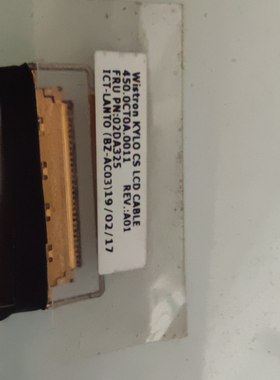 Wistron KYLO CS LCD CABLE
450.0CT0A.0011 REV.:A01
FRU PN:02DA325
ICT-LANTO (BZ-AC03)19/02/17